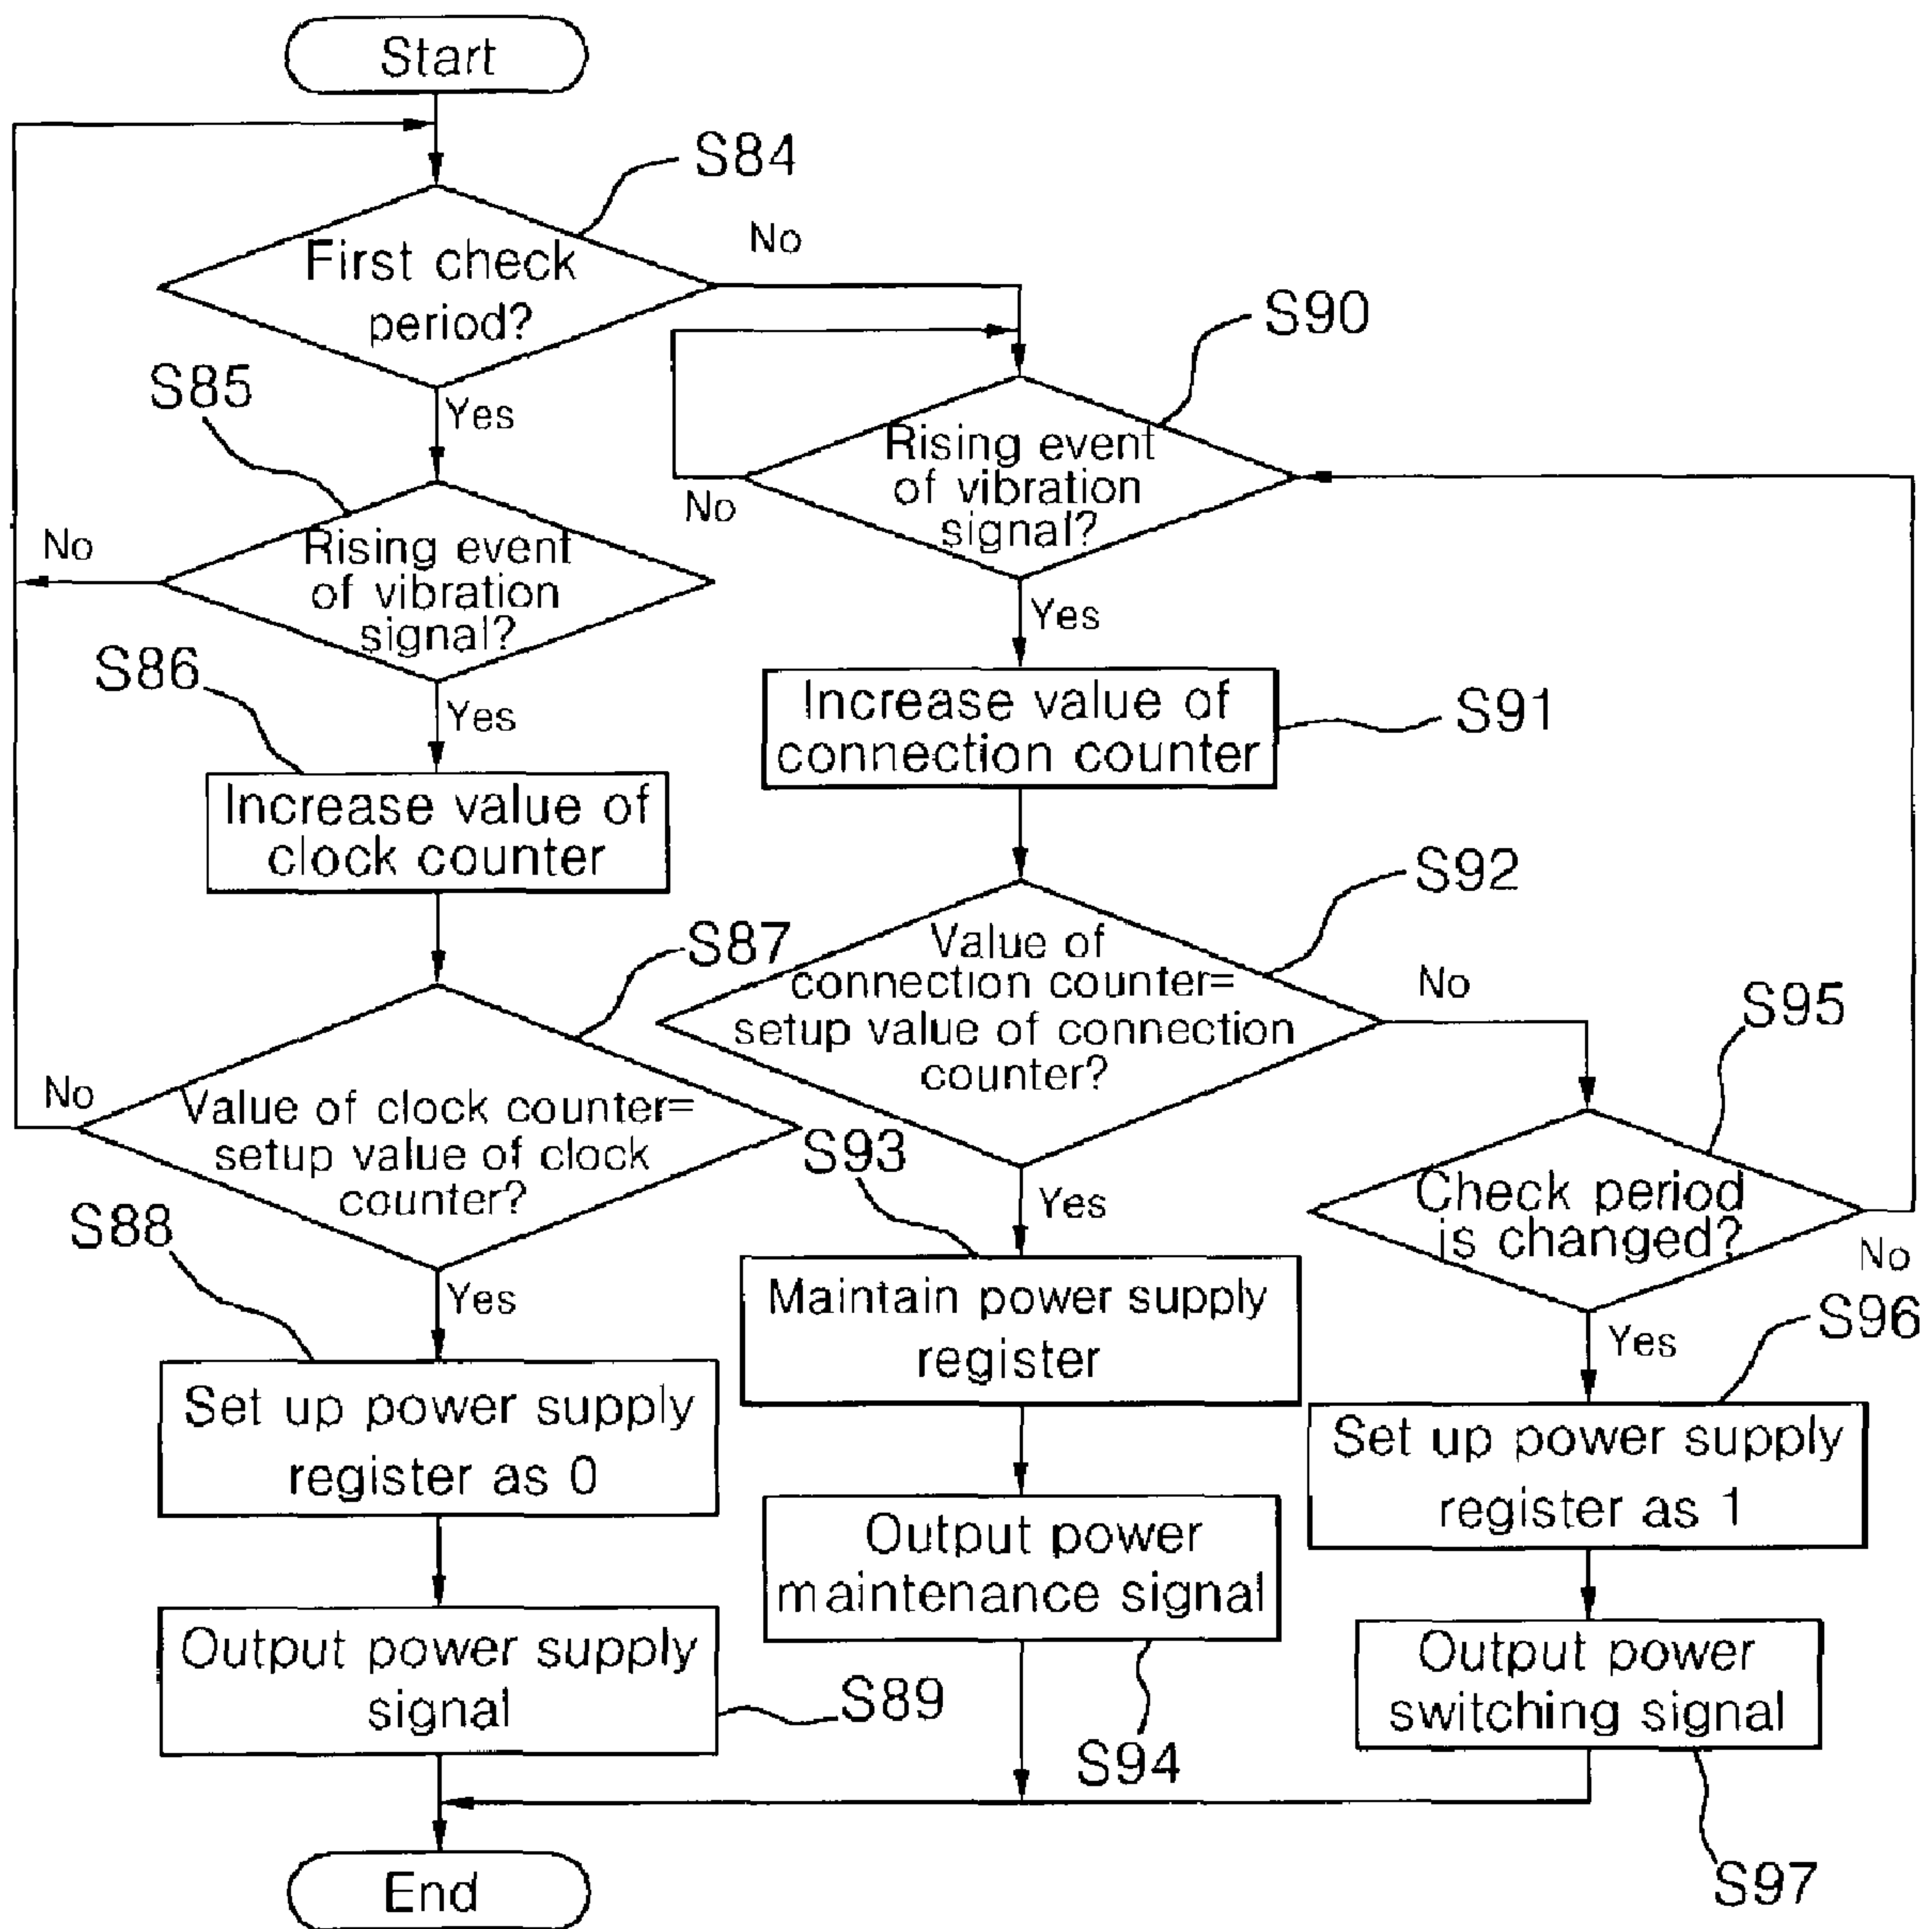 Start
S84
First check
period?
No
Yes
S85
Rising event
of vibration
signal?
No
Yes
S86
Increase value of
clock counter
S87
Value of clock counter=
setup value of clock
counter?
No
Yes
S88
Set up power supply
register as 0
Output power supply
signal
S89
End
S90
Rising event
of vibration
signal?
No
Yes
Increase value of
connection counter
S91
S92
Value of
connection counter=
setup value of connection
counter?
No
Yes
S93
Maintain power supply
register
Output power
maintenance signal
S94
S95
Check period
is changed?
No
Yes
S96
Set up power supply
register as 1
Output power
switching signal
S97